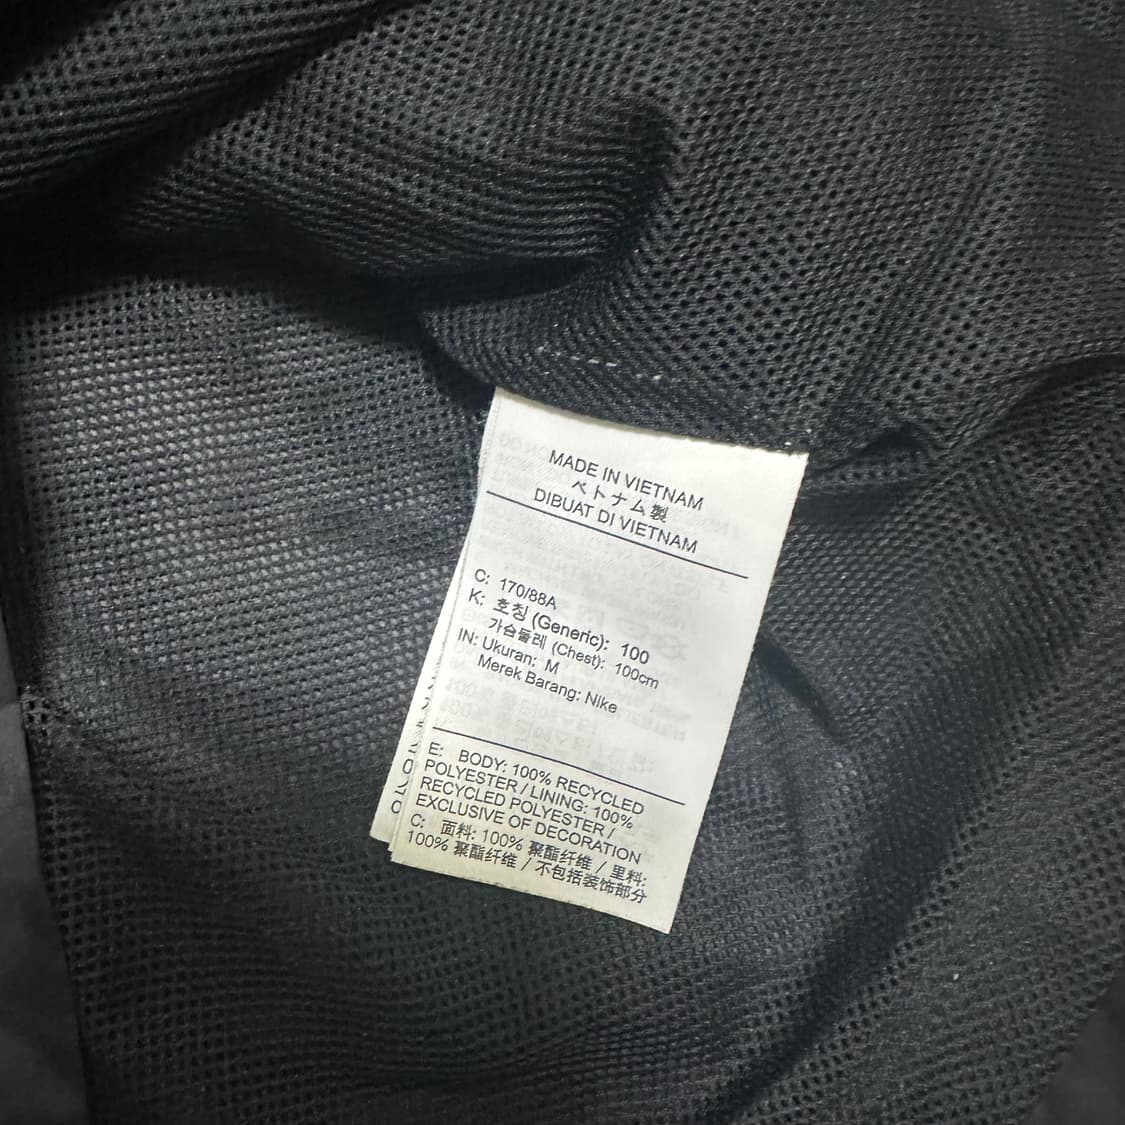 MADE IN VIETNAM
ベトナム製
DIBUAT DI VIETNAM
C: 170/88A
K: 호칭 (Generic): 100
가슴둘레 (Chest): 100cm
IN: Ukuran: M
Merek Barang: Nike
E: BODY: 100% RECYCLED
POLYESTER / LINING: 100%
RECYCLED POLYESTER /
EXCLUSIVE OF DECORATION
C: 面料: 100% 聚酯纤维 / 里料:
100% 聚酯纤维 / 不包括装饰部分